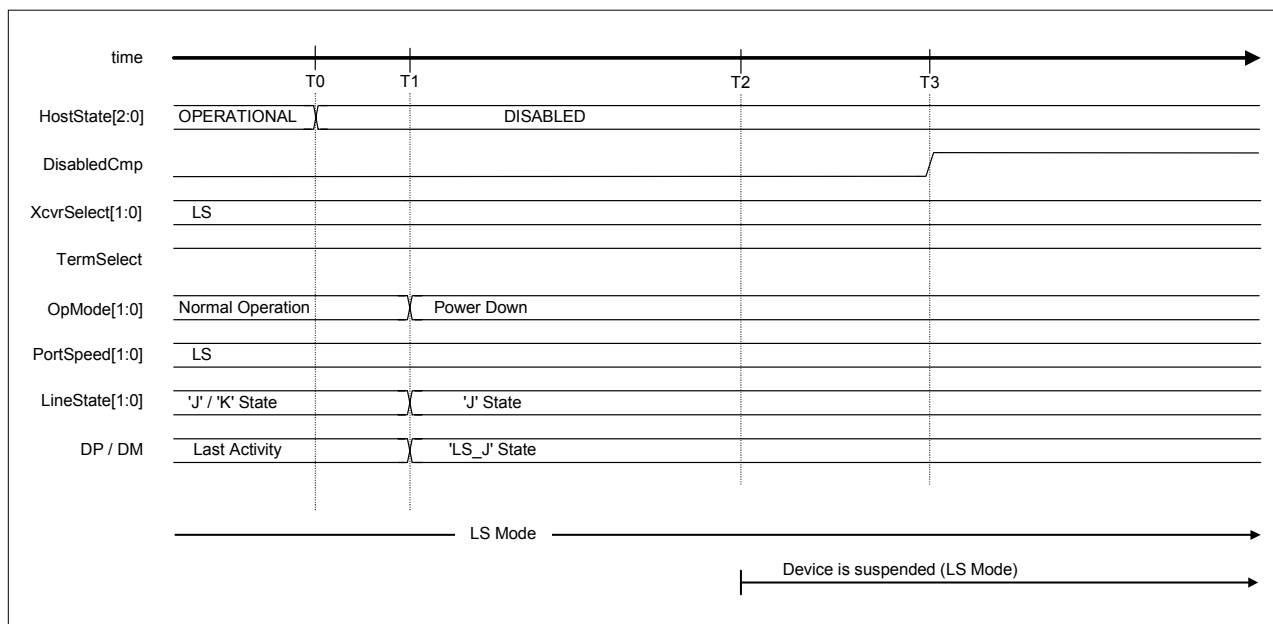 time
T0 T1 T2 T3
HostState[2:0] OPERATIONAL DISABLED
DisabledCmp
XcvrSelect[1:0] LS
TermSelect
OpMode[1:0] Normal Operation Power Down
PortSpeed[1:0] LS
LineState[1:0] 'J' / 'K' State 'J' State
DP / DM Last Activity 'LS_J' State
LS Mode
Device is suspended (LS Mode)